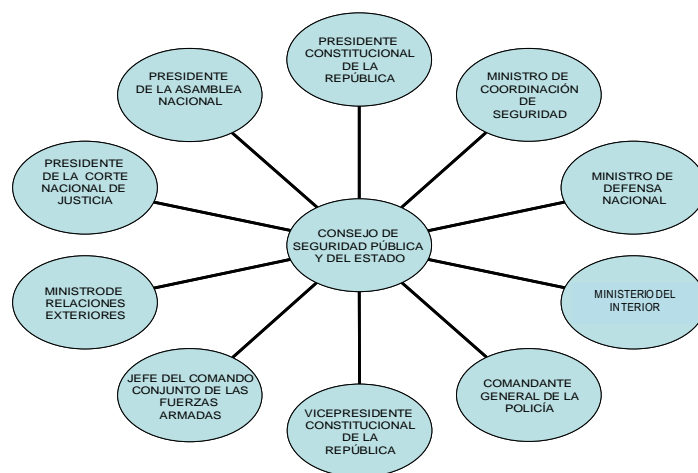 PRESIDENTE
CONSTITUCIONAL
DE LA
REPÚBLICA
MINISTRO DE
COORDINACIÓN
DE
SEGURIDAD
MINISTRO DE
DEFENSA
NACIONAL
MINISTERIO DEL
INTERIOR
COMANDANTE
GENERAL DE LA
POLICÍA
VICEPRESIDENTE
CONSTITUCIONAL
DE LA
REPÚBLICA
JEFE DEL COMANDO
CONJUNTO DE LAS
FUERZAS
ARMADAS
MINISTRODE
RELACIONES
EXTERIORES
PRESIDENTE
DE LA CORTE
NACIONAL DE
JUSTICIA
PRESIDENTE
DE LA ASAMBLEA
NACIONAL
CONSEJO DE
SEGURIDAD PÚBLICA
Y DEL ESTADO